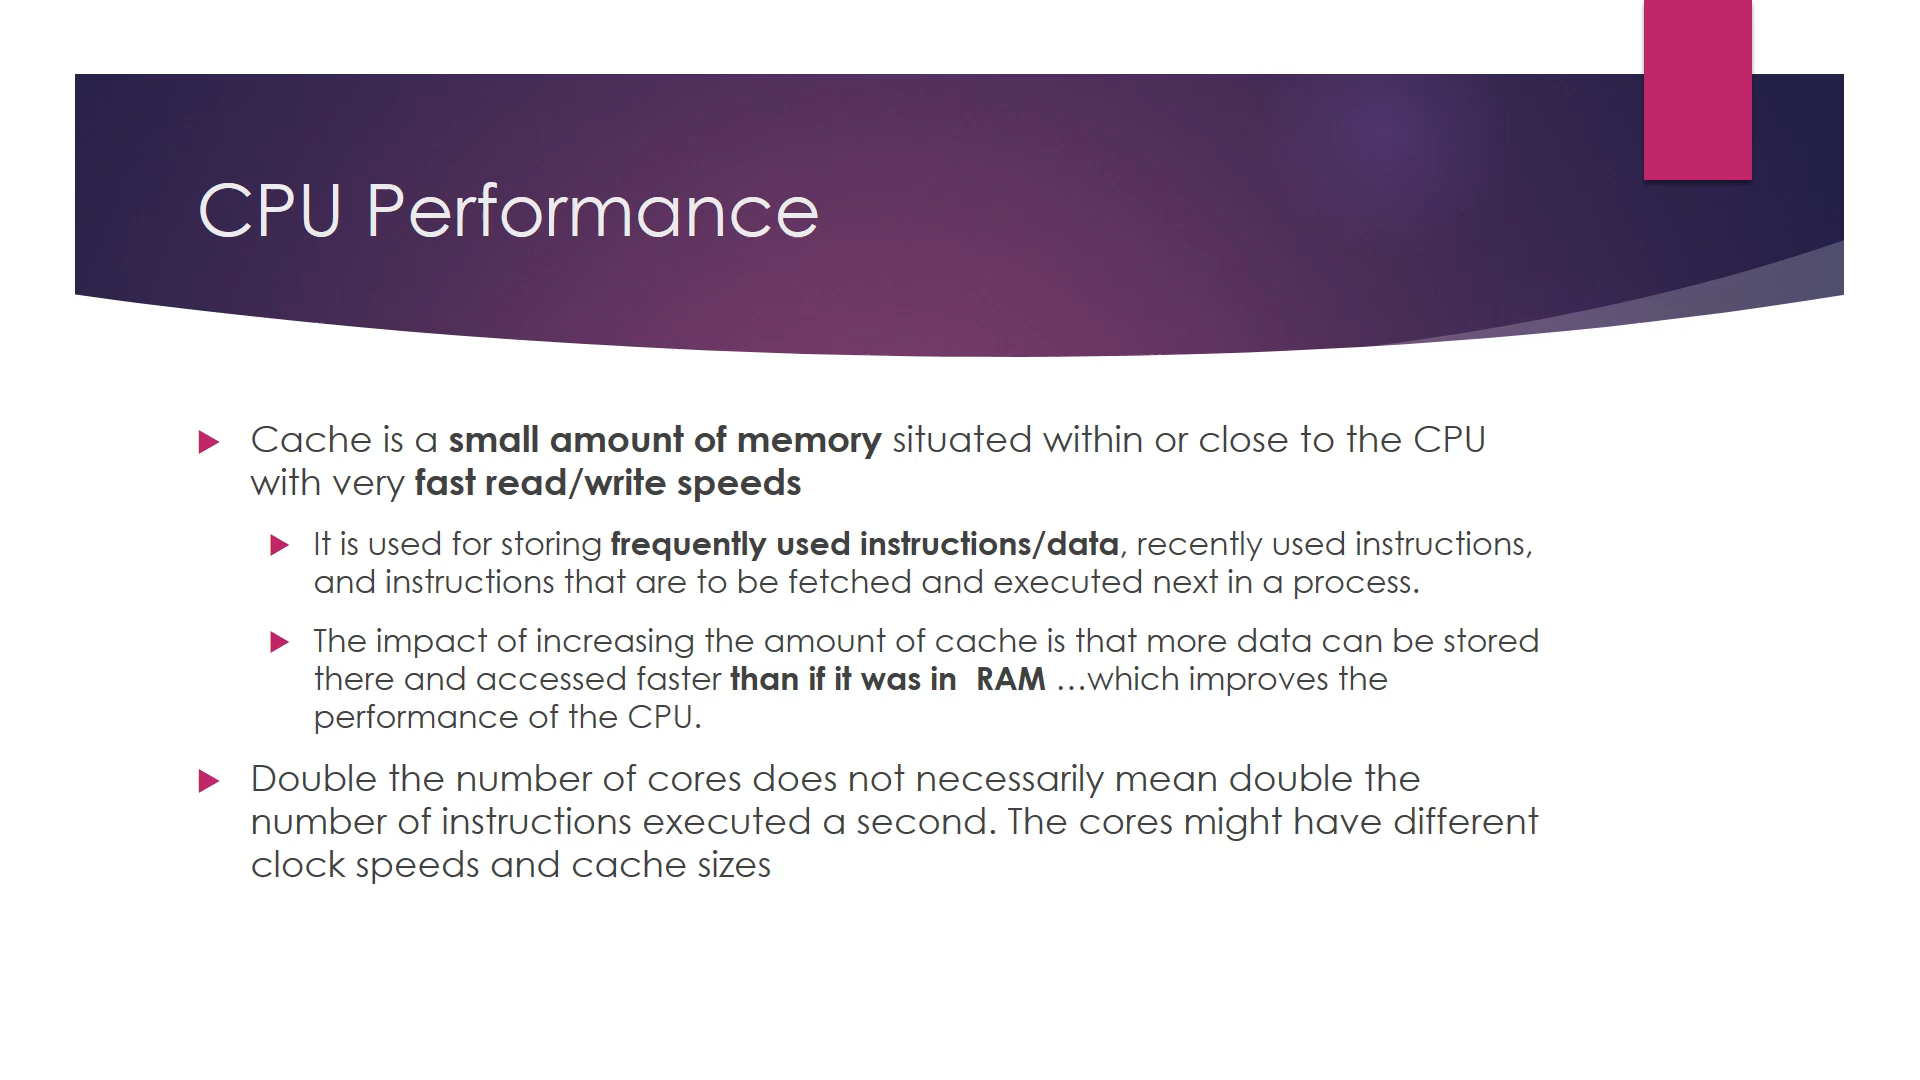 CPU Performance
Cache is a small amount of memory situated within or close to the CPU
with very fast read/write speeds
It is used for storing frequently used instructions/data, recently used instructions,
and instructions that are to be fetched and executed next in a process.
The impact of increasing the amount of cache is that more data can be stored
there and accessed faster than if it was in  RAM …which improves the
performance of the CPU.
Double the number of cores does not necessarily mean double the
number of instructions executed a second. The cores might have different
clock speeds and cache sizes